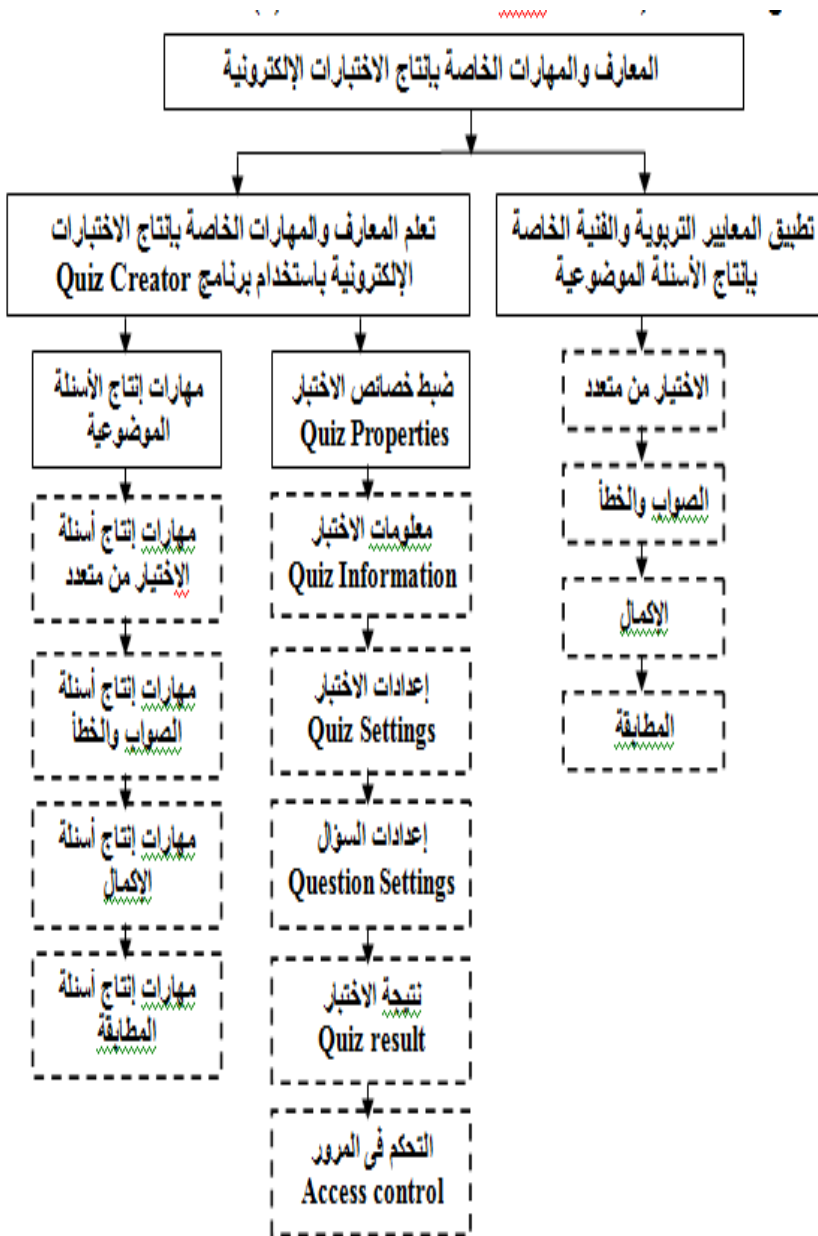 المعارف والمهارات الخاصة بإنتاج الاختبارات الإلكترونية
تطبيق المعايير التربوية والفنية الخاصة
بإنتاج الأسئلة الموضوعية
الاختيار من متعدد
الصواب والخطأ
الإكمال
المطابقة
تعلم المعارف والمهارات الخاصة بإنتاج الاختبارات
الإلكترونية باستخدام برنامج Quiz Creator
ضبط خصائص الاختبار
Quiz Properties
معلومات الاختبار
Quiz Information
إعدادات الاختبار
Quiz Settings
إعدادات السؤال
Question Settings
نتيجة الاختبار
Quiz result
التحكم فى المرور
Access control
مهارات إنتاج الأسئلة
الموضوعية
مهارات إنتاج أسئلة
الاختيار من متعدد
مهارات إنتاج أسئلة
الصواب والخطأ
مهارات إنتاج أسئلة
الإكمال
مهارات إنتاج أسئلة
المطابقة